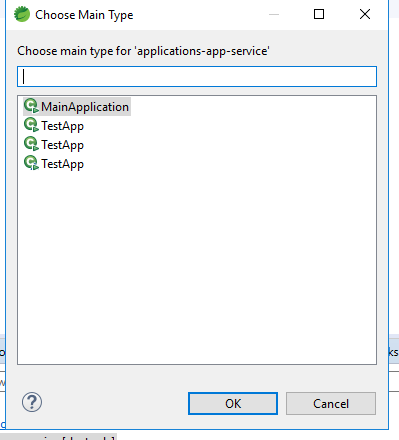 Choose Main Type
Choose main type for 'applications-app-service'
MainApplication
TestApp
TestApp
TestApp
OK
Cancel